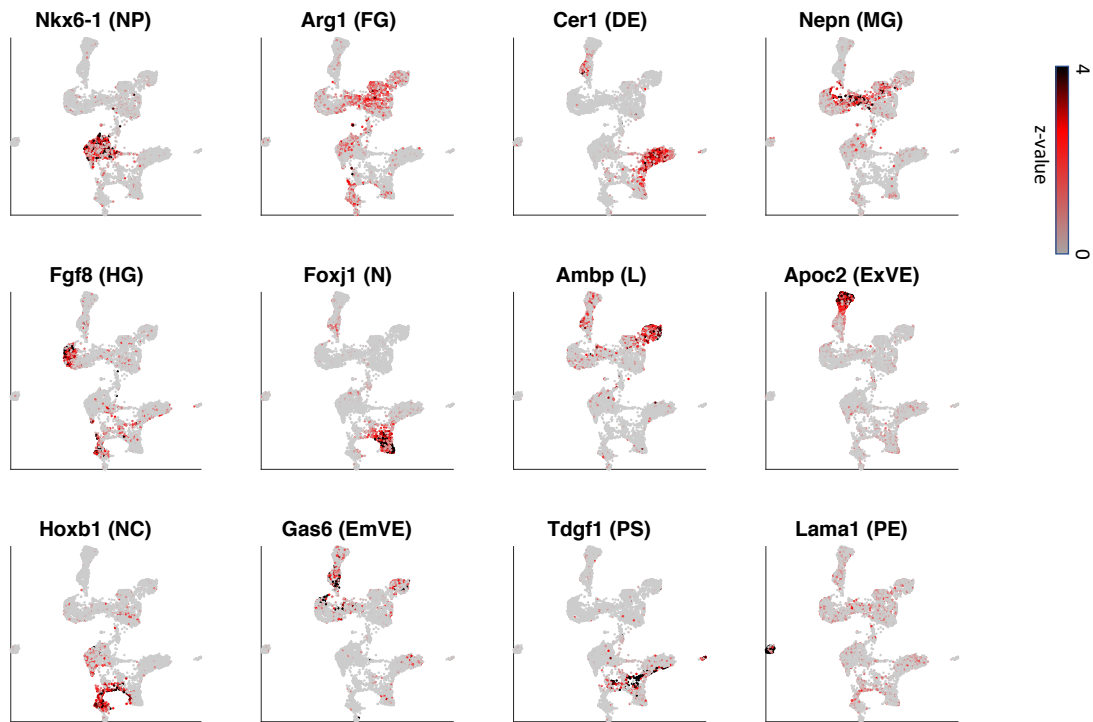 Nkx6-1 (NP)
Arg1 (FG)
Cer1 (DE)
Nepn (MG)
4
z-value
0
Fgf8 (HG)
Foxj1 (N)
Ambp (L)
Apoc2 (ExVE)
Hoxb1 (NC)
Gas6 (EmVE)
Tdgf1 (PS)
Lama1 (PE)